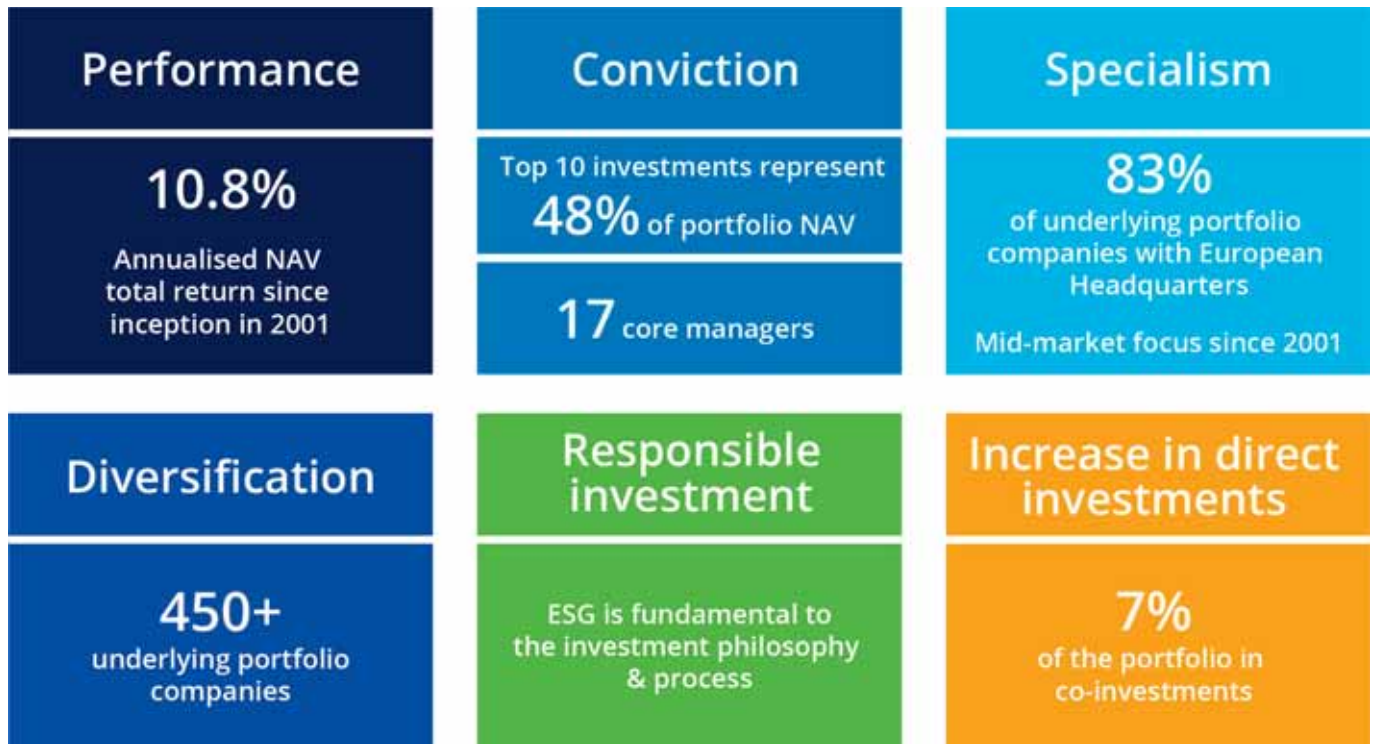 Performance
10.8%
Annualised NAV
total return since
inception in 2001
Conviction
Top 10 investments represent
48% of portfolio NAV
17 core managers
Specialism
83%
of underlying portfolio
companies with European
Headquarters
Mid-market focus since 2001
Diversification
450+
underlying portfolio
companies
Responsible
investment
ESG is fundamental to
the investment philosophy
& process
Increase in direct
investments
7%
of the portfolio in
co-investments